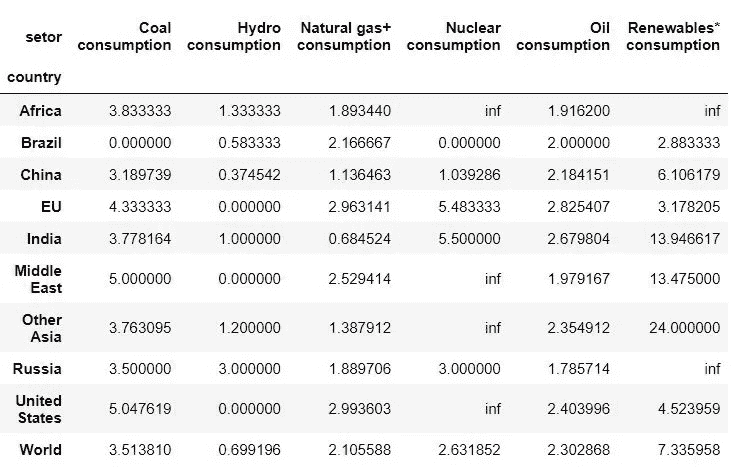 setor Coal consumption Hydro consumption Natural gas+ consumption Nuclear consumption Oil consumption Renewables* consumption
country
Africa 3.833333 1.333333 1.893440 inf 1.916200 inf
Brazil 0.000000 0.583333 2.166667 0.000000 2.000000 2.883333
China 3.189739 0.374542 1.136463 1.039286 2.184151 6.106179
EU 4.333333 0.000000 2.963141 5.483333 2.825407 3.178205
India 3.778164 1.000000 0.684524 5.500000 2.679804 13.946617
Middle East 5.000000 0.000000 2.529414 inf 1.979167 13.475000
Other Asia 3.763095 1.200000 1.387912 inf 2.354912 24.000000
Russia 3.500000 3.000000 1.889706 3.000000 1.785714 inf
United States 5.047619 0.000000 2.993603 inf 2.403996 4.523959
World 3.513810 0.699196 2.105588 2.631852 2.302868 7.335958